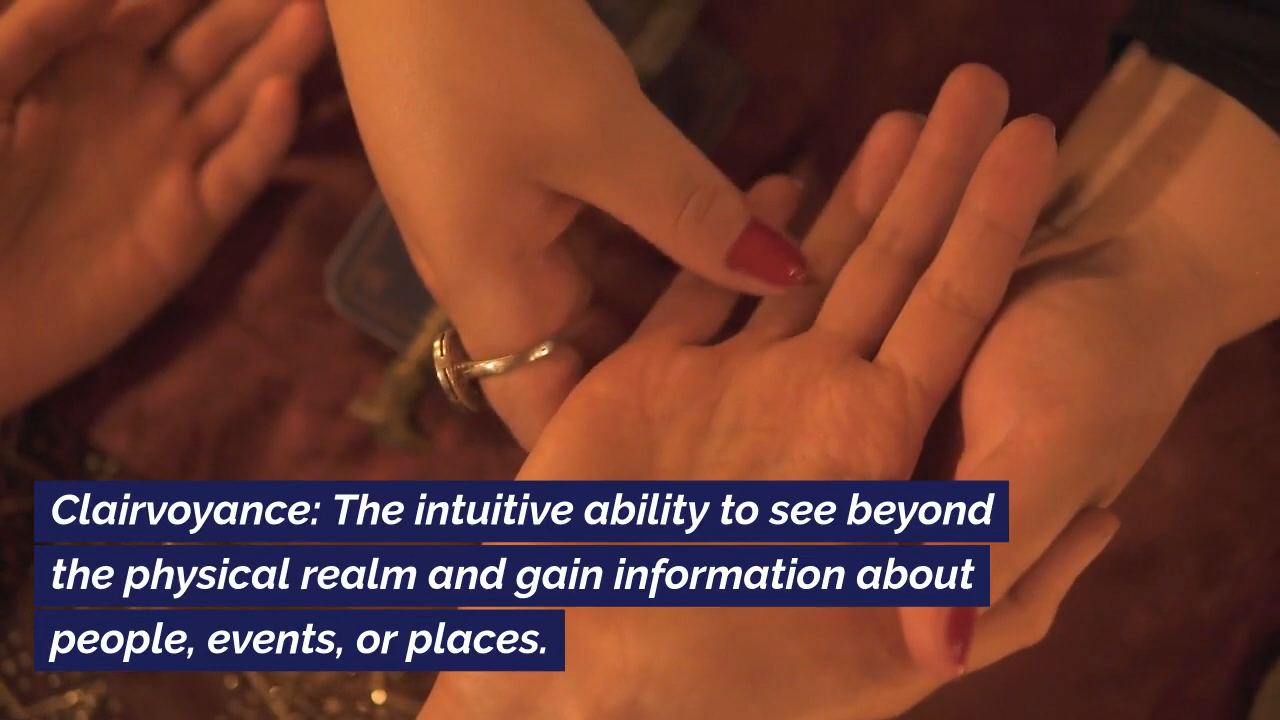 Clairvoyance: The intuitive ability to see beyond
the physical realm and gain information about
people, events, or places.